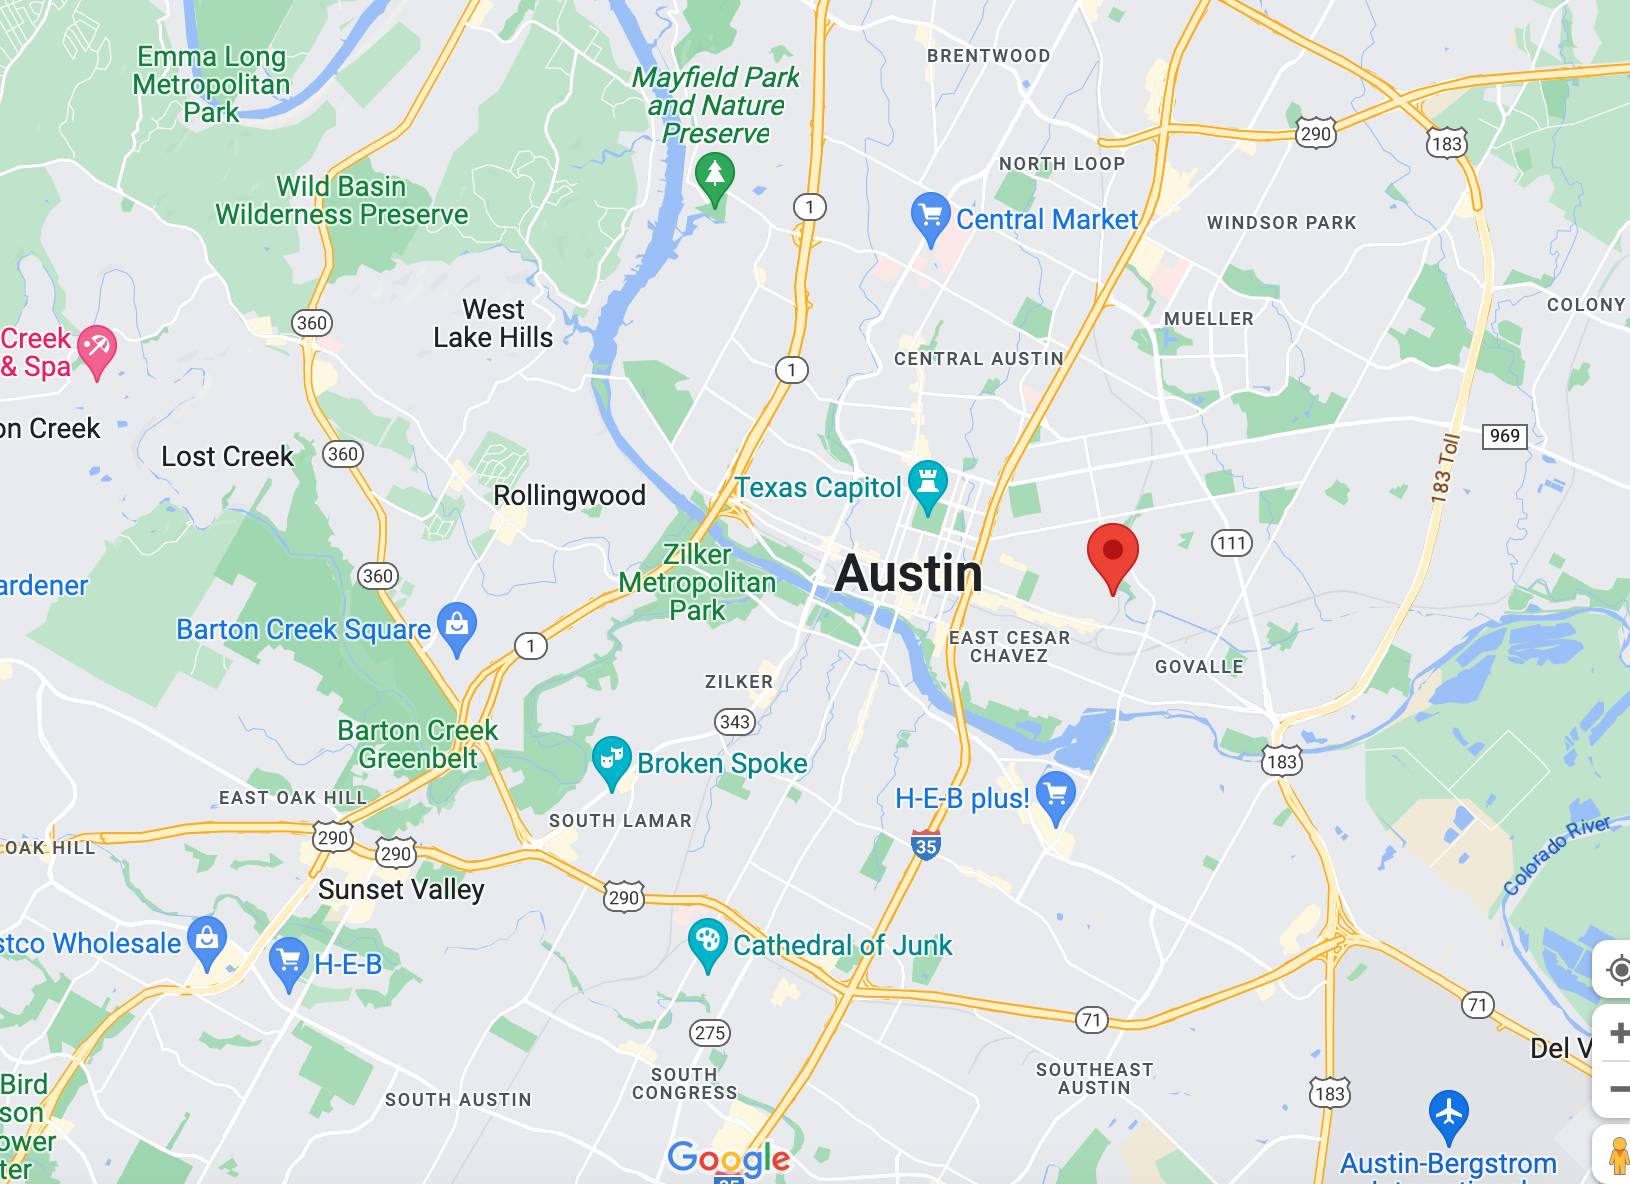 BRENTWOOD
Emma Long
Metropolitan
Park
Mayfield Park
and Nature
Preserve
290
183
NORTH LOOP
Wild Basin
Wilderness Preserve
1
Central Market
WINDSOR PARK
COLONY
West
Lake Hills
360
MUELLER
Creek
& Spa
CENTRAL AUSTIN
1
on Creek
969
Lost Creek
360
183 Toll
Texas Capitol
Rollingwood
111
Zilker
Metropolitan
Park
Austin
360
ardener
Barton Creek Square
1
EAST CESAR
CHAVEZ
GOVALLE
ZILKER
343
Barton Creek
Greenbelt
Broken Spoke
183
EAST OAK HILL
H-E-B plus!
SOUTH LAMAR
290
OAK HILL
290
35
Colorado River
Sunset Valley
290
stco Wholesale
H-E-B
Cathedral of Junk
71
71
275
Del V
SOUTH
CONGRESS
SOUTHEAST
AUSTIN
Bird
son
ower
ter
SOUTH AUSTIN
183
Google
35
Austin-Bergstrom